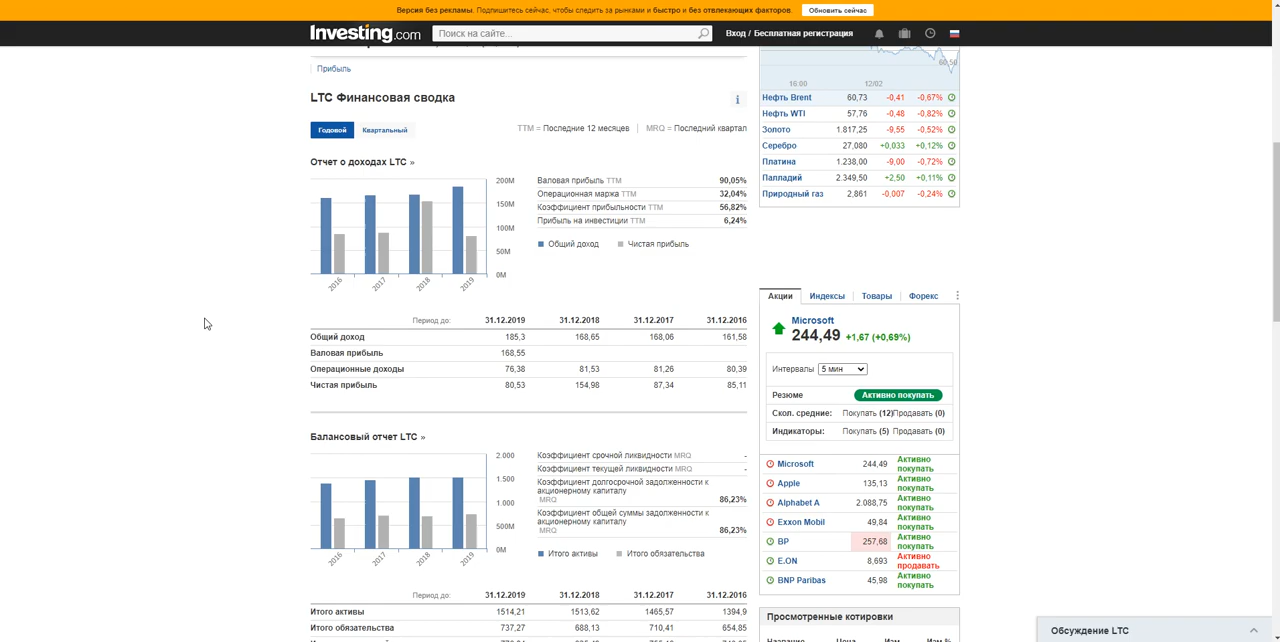 Версия без рекламы. Подпишитесь сейчас, чтобы следить за рынками и быстро и без отвлекающих факторов. Обновить сейчас
Investing.com Поиск на сайте... Вход / Бесплатная регистрация
Прибыль
LTC Финансовая сводка
Годовой Квартальный TTM = Последние 12 месяцев | MRQ = Последний квартал
Отчет о доходах LTC »
200M
150M
100M
50M
0M
2016 2017 2018 2019
Валовая прибыль TTM 90,05%
Операционная маржа TTM 32,04%
Коэффициент прибыльности TTM 56,82%
Прибыль на инвестиции TTM 6,24%
Общий доход Чистая прибыль
Период до: 31.12.2019 31.12.2018 31.12.2017 31.12.2016
Общий доход 185,3 168,65 168,06 161,58
Валовая прибыль 168,55
Операционные доходы 76,38 81,53 81,26 80,39
Чистая прибыль 80,53 154,98 87,34 85,11
Балансовый отчет LTC »
2.000
1.500
1.000
500M
0M
2016 2017 2018 2019
Коэффициент срочной ликвидности MRQ -
Коэффициент текущей ликвидности MRQ -
Коэффициент долгосрочной задолженности к
акционерному капиталу
MRQ 86,23%
Коэффициент общей суммы задолженности к
акционерному капиталу
MRQ 86,23%
Итого активы Итого обязательства
Период до: 31.12.2019 31.12.2018 31.12.2017 31.12.2016
Итого активы 1514,21 1513,62 1465,57 1394,9
Итого обязательства 737,27 688,13 710,41 654,85
60,50
16:00 12/02
Нефть Brent 60,73 -0,41 -0,67%
Нефть WTI 57,76 -0,48 -0,82%
Золото 1.817,25 -9,55 -0,52%
Серебро 27,080 +0,033 +0,12%
Платина 1.238,00 -9,00 -0,72%
Палладий 2.349,50 +2,50 +0,11%
Природный газ 2,861 -0,007 -0,24%
Акции Индексы Товары Форекс
Microsoft
244,49 +1,67 (+0,69%)
Интервалы 5 мин
Резюме Активно покупать
Скол. средние: Покупать (12) Продавать (0)
Индикаторы: Покупать (5) Продавать (0)
Microsoft 244,49 Активно покупать
Apple 135,13 Активно покупать
Alphabet A 2.088,75 Активно покупать
Exxon Mobil 49,84 Активно покупать
BP 257,68 Активно покупать
E.ON 8,693 Активно продавать
BNP Paribas 45,98 Активно покупать
Просмотренные котировки
Название Цена Изм. Изм.%
Обсуждение LTC